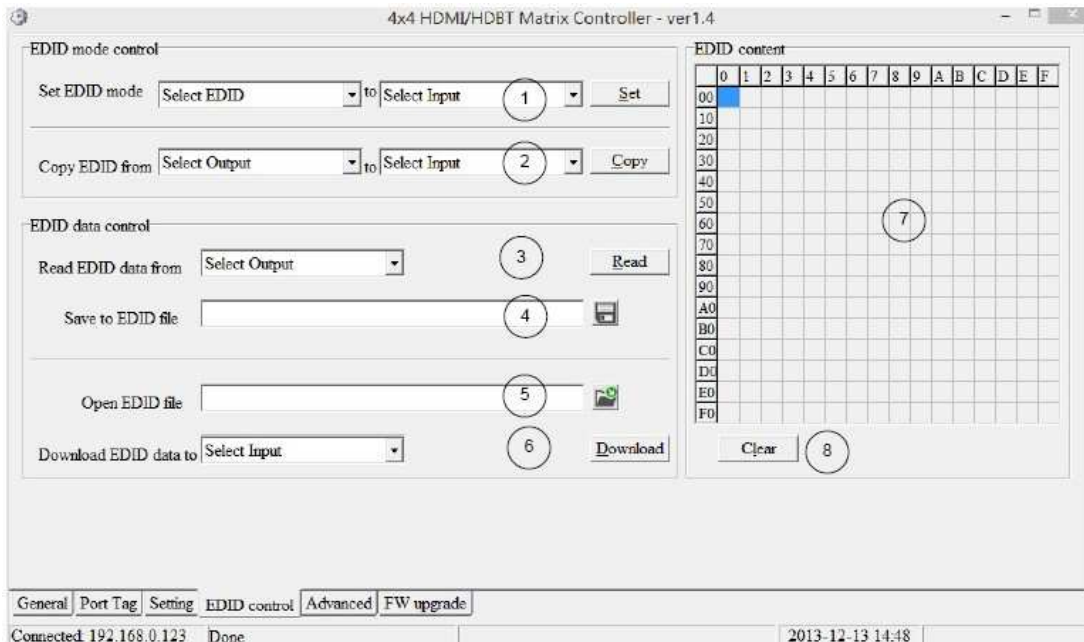 4x4 HDMI/HDBT Matrix Controller - ver1.4
EDID mode control
Set EDID mode Select EDID to Select Input 1 Set
Copy EDID from Select Output to Select Input 2 Copy
EDID data control
Read EDID data from Select Output 3 Read
Save to EDID file 4
Open EDID file 5
Download EDID data to Select Input 6 Download
EDID content
0 1 2 3 4 5 6 7 8 9 A B C D E F
00
10
20
30
40
50
60
70
80
90
A0
B0
C0
D0
E0
F0
7
Clear 8
General Port Tag Setting EDID control Advanced FW upgrade
Connected: 192.168.0.123 Done 2013-12-13 14:48